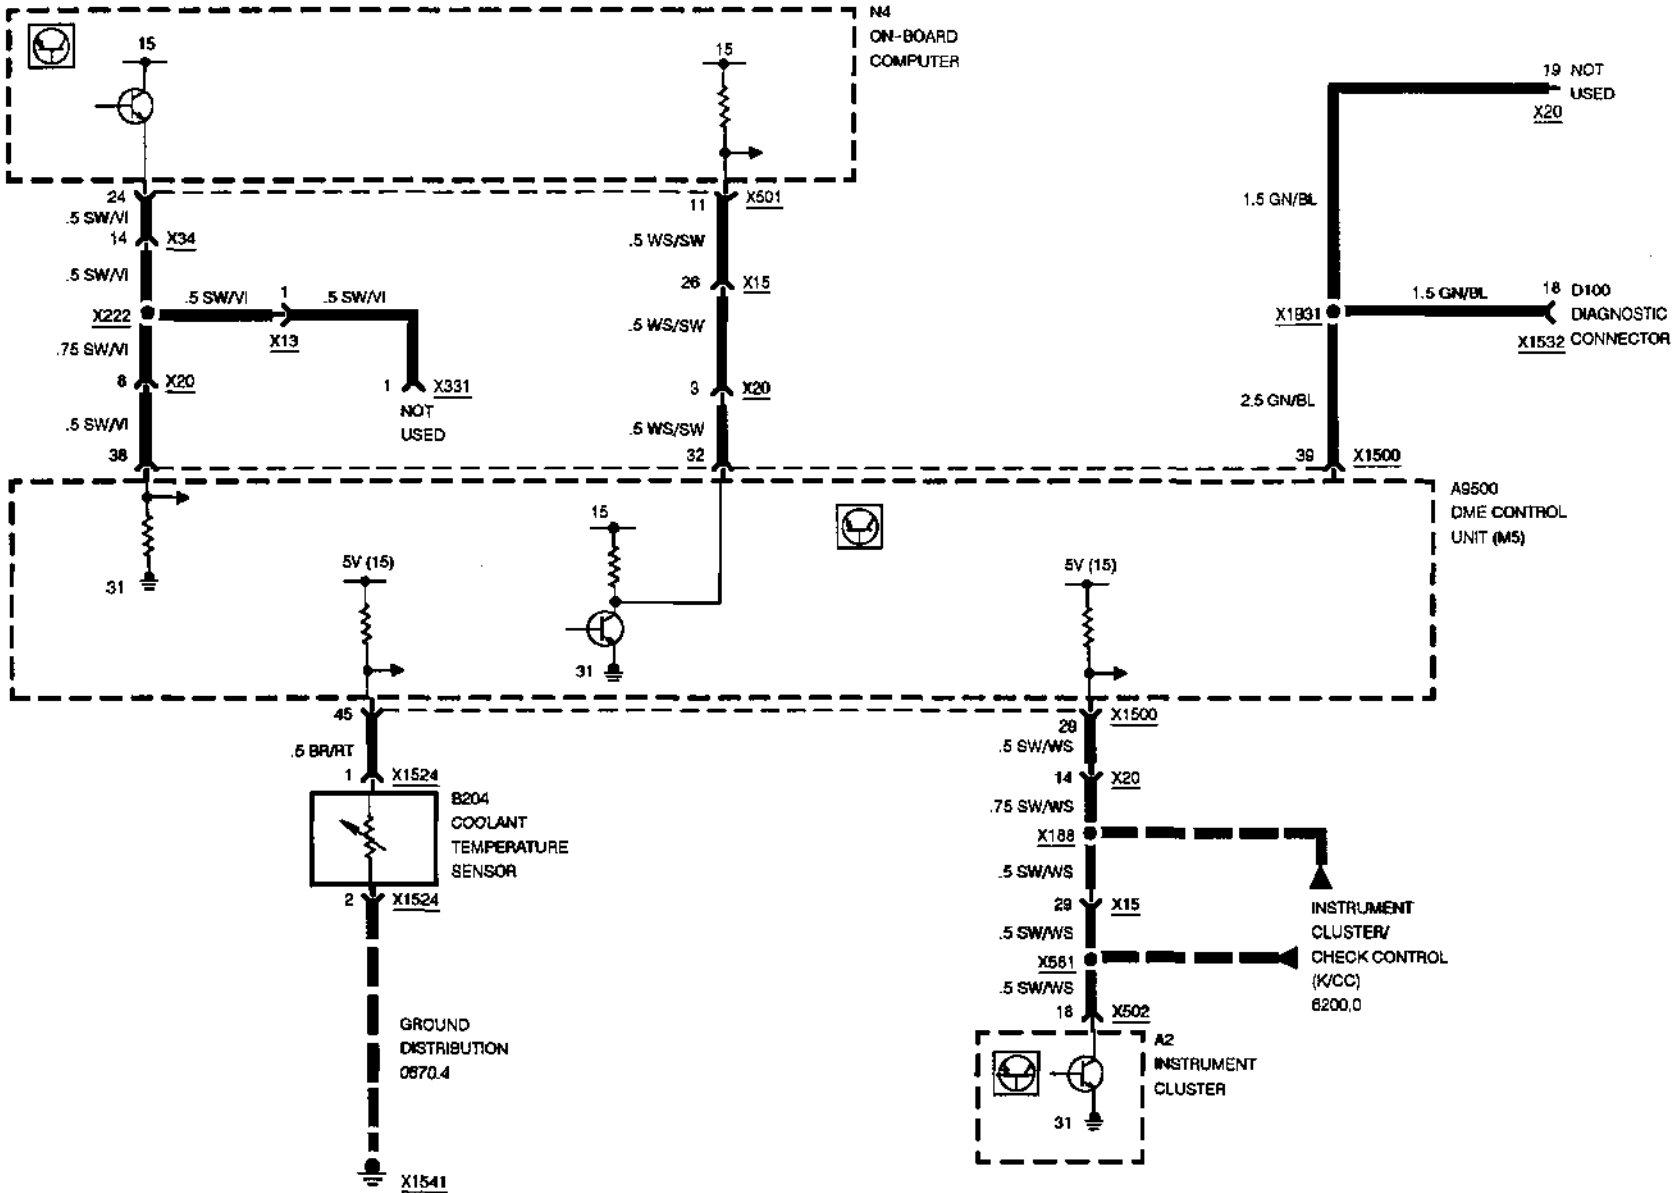 N4
ON-BOARD
COMPUTER
15
15
19 NOT
USED
X20
24
11 X501
.5 SW/VI
14 X34
.5 WS/SW
1.5 GN/BL
.5 SW/VI
26 X15
.5 SW/VI
1
.5 SW/VI
1.5 GN/BL
18 D100
DIAGNOSTIC
CONNECTOR
X222
X13
X1931
X1532
.5 WS/SW
.75 SW/VI
8 X20
1 X331
NOT
USED
3 X20
2.5 GN/BL
.5 SW/VI
.5 WS/SW
38
32
39 X1500
A9500
DME CONTROL
UNIT (M5)
15
5V (15)
5V (15)
31
31
45
29 X1500
.5 BR/RT
.5 SW/WS
1 X1524
14 X20
B204
COOLANT
TEMPERATURE
SENSOR
.75 SW/WS
X188
2 X1524
.5 SW/WS
29 X15
INSTRUMENT
CLUSTER/
CHECK CONTROL
(K/CC)
6200,0
.5 SW/WS
X561
.5 SW/WS
18 X502
GROUND
DISTRIBUTION
0670.4
A2
INSTRUMENT
CLUSTER
31
X1541